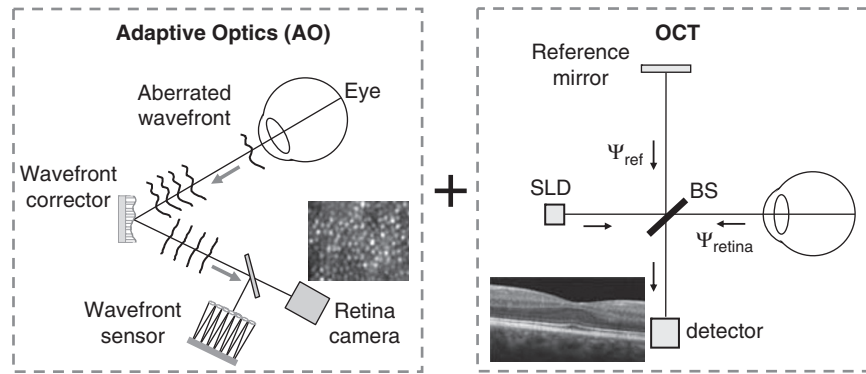 Adaptive Optics (AO)
Aberrated
wavefront
Eye
Wavefront
corrector
Wavefront
sensor
Retina
camera
+
OCT
Reference
mirror
Ψref
SLD
BS
Ψretina
detector